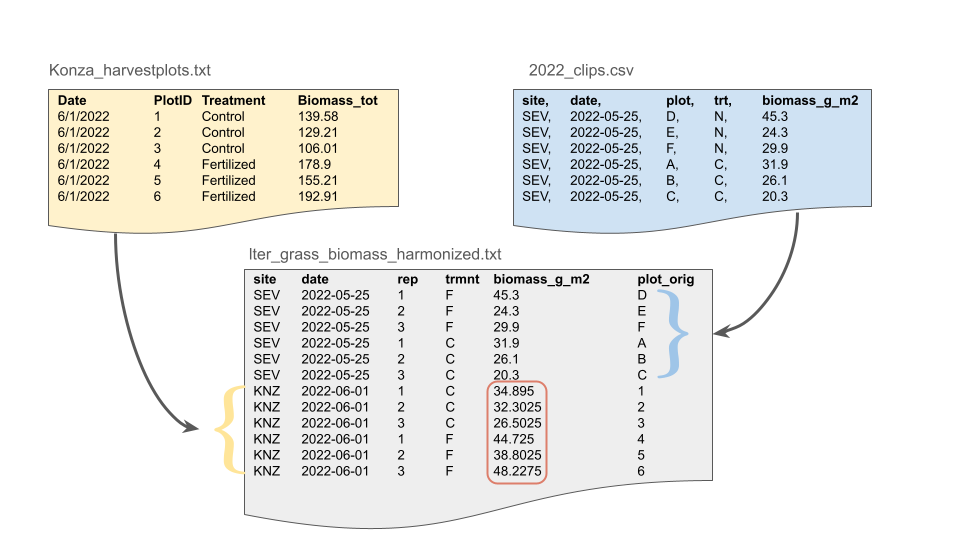 Konza_harvestplots.txt
Date PlotID Treatment Biomass_tot
6/1/2022 1 Control 139.58
6/1/2022 2 Control 129.21
6/1/2022 3 Control 106.01
6/1/2022 4 Fertilized 178.9
6/1/2022 5 Fertilized 155.21
6/1/2022 6 Fertilized 192.91
2022_clips.csv
site, date, plot, trt, biomass_g_m2
SEV, 2022-05-25, D, N, 45.3
SEV, 2022-05-25, E, N, 24.3
SEV, 2022-05-25, F, N, 29.9
SEV, 2022-05-25, A, C, 31.9
SEV, 2022-05-25, B, C, 26.1
SEV, 2022-05-25, C, C, 20.3
lter_grass_biomass_harmonized.txt
site date rep trmnt biomass_g_m2 plot_orig
SEV 2022-05-25 1 F 45.3 D
SEV 2022-05-25 2 F 24.3 E
SEV 2022-05-25 3 F 29.9 F
SEV 2022-05-25 1 C 31.9 A
SEV 2022-05-25 2 C 26.1 B
SEV 2022-05-25 3 C 20.3 C
KNZ 2022-06-01 1 C 34.895 1
KNZ 2022-06-01 2 C 32.3025 2
KNZ 2022-06-01 3 C 26.5025 3
KNZ 2022-06-01 1 F 44.725 4
KNZ 2022-06-01 2 F 38.8025 5
KNZ 2022-06-01 3 F 48.2275 6